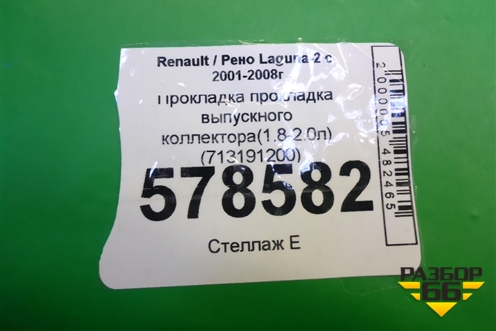 Renault / Рено Laguna-2 с
2001-2008г
Прокладка прокладка
выпускного
коллектора(1.8-2.0л)
(713191200)
578582
Стеллаж Е
2000005482465
РАЗБОР
66